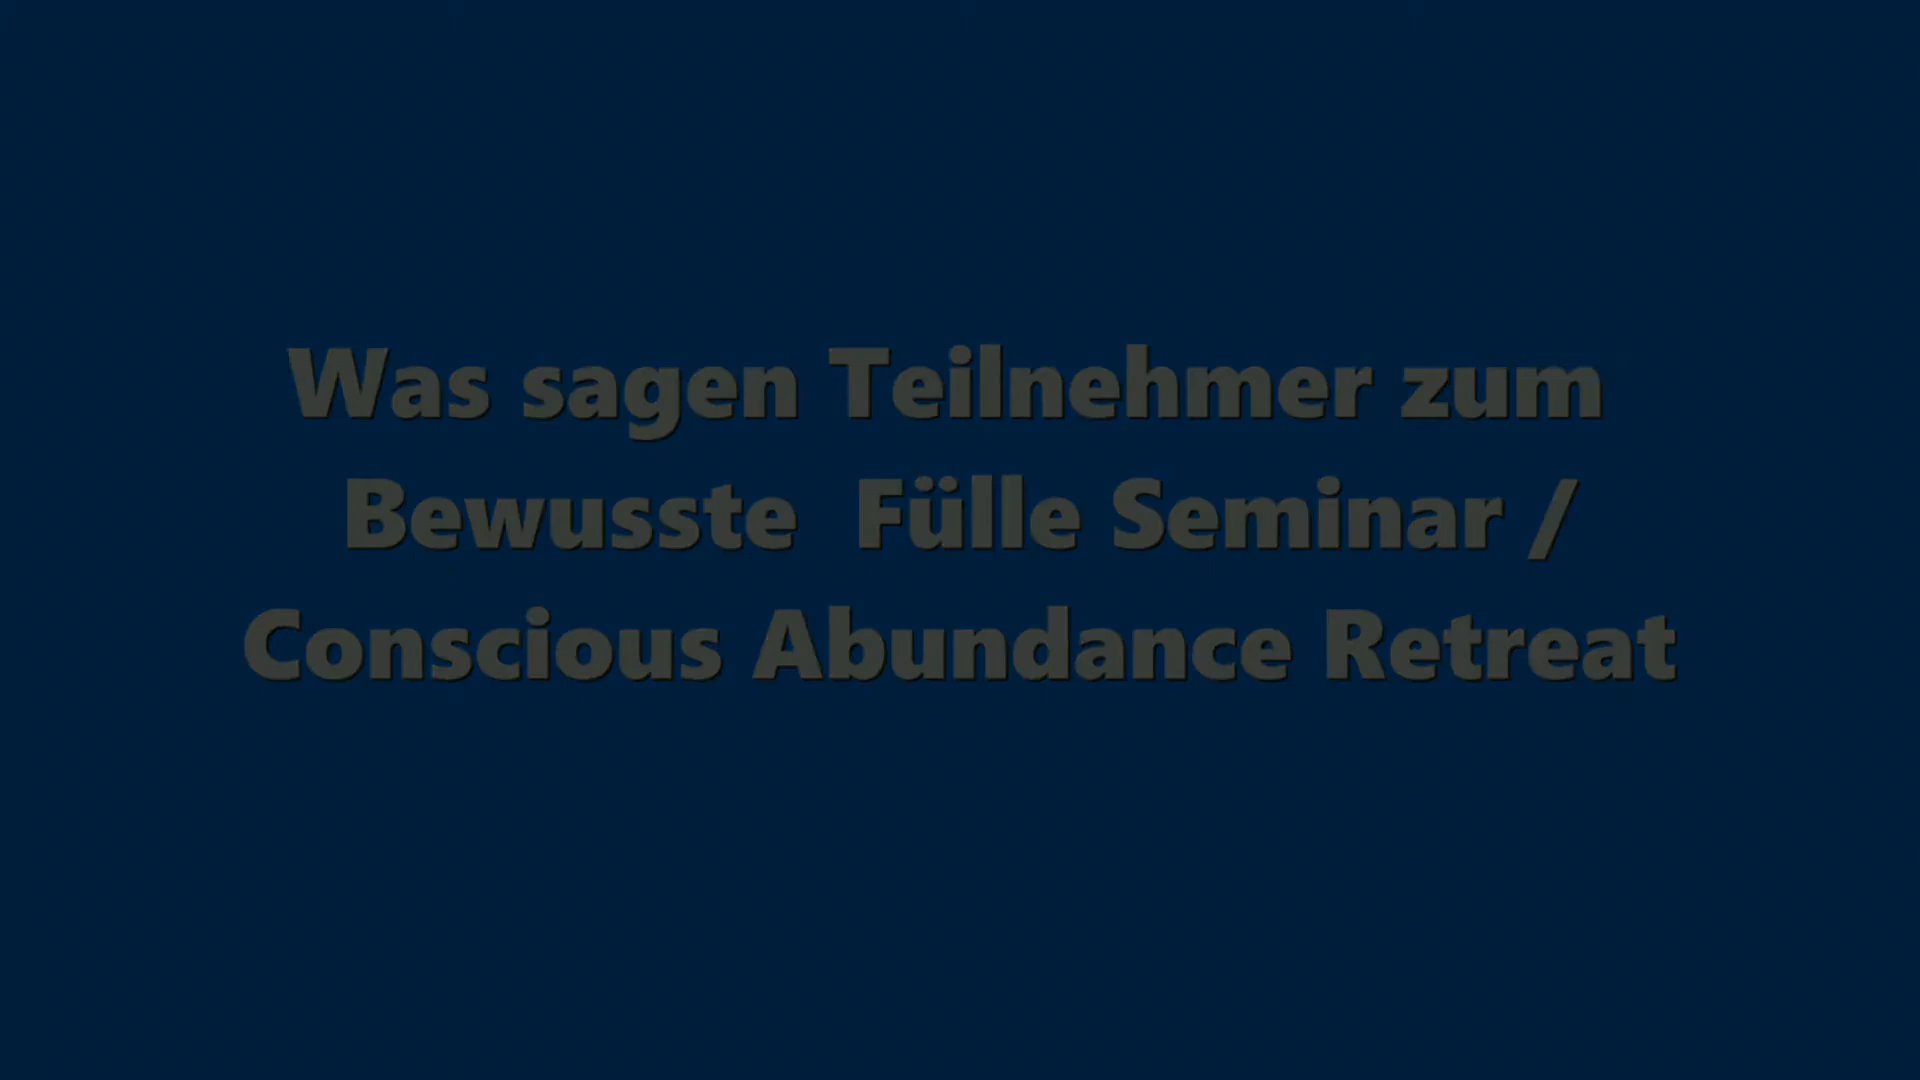 Was sagen Teilnehmer zum
Bewusste  Fülle Seminar /
Conscious Abundance Retreat